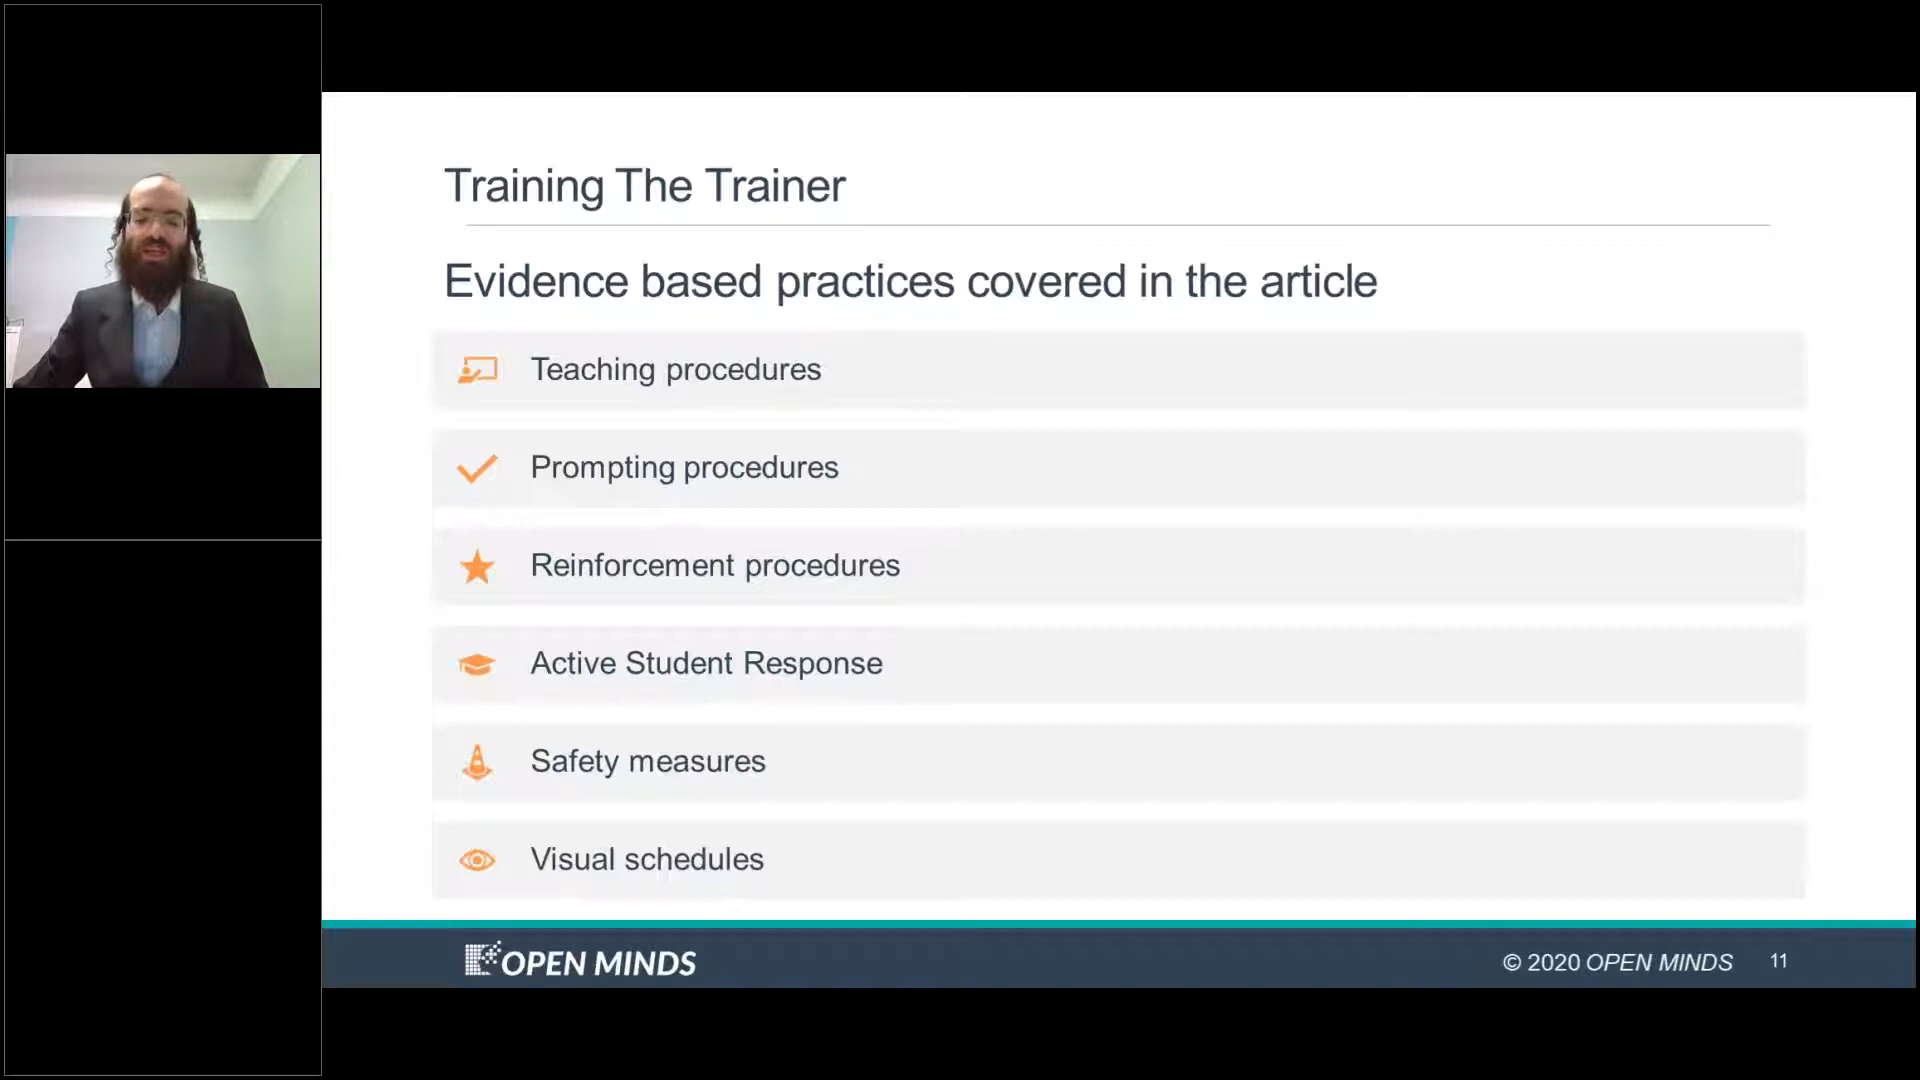 Training The Trainer
Evidence based practices covered in the article
Teaching procedures
Prompting procedures
Reinforcement procedures
Active Student Response
Safety measures
Visual schedules
OPEN MINDS
© 2020 OPEN MINDS 11